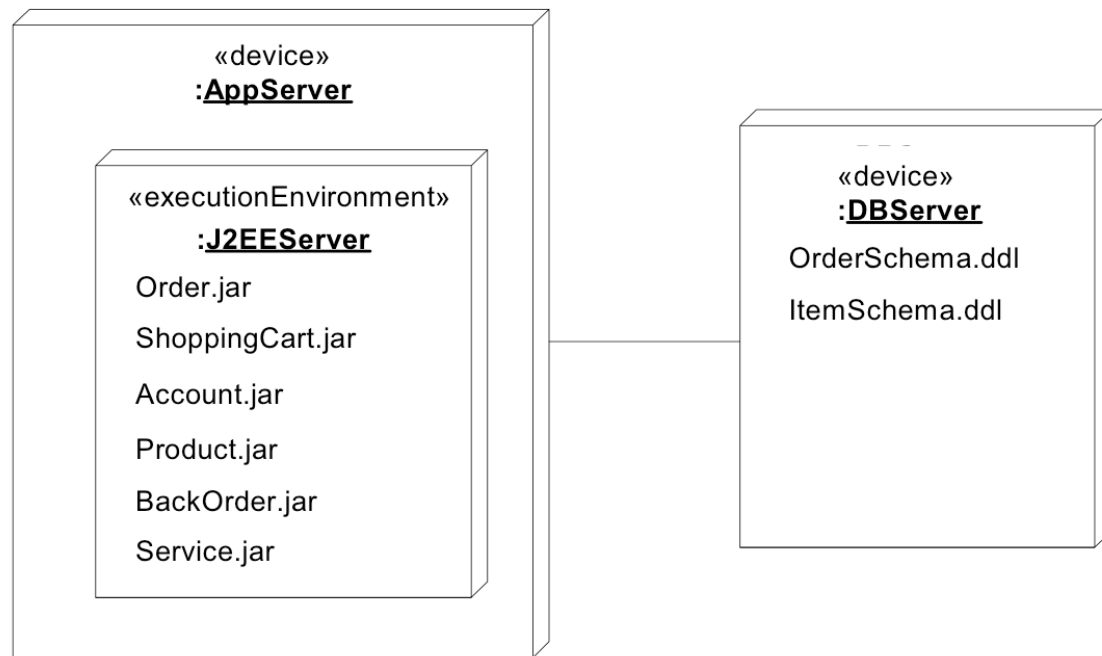 «device»
:AppServer
«executionEnvironment»
:J2EEServer
Order.jar
ShoppingCart.jar
Account.jar
Product.jar
BackOrder.jar
Service.jar
«device»
:DBServer
OrderSchema.ddl
ItemSchema.ddl